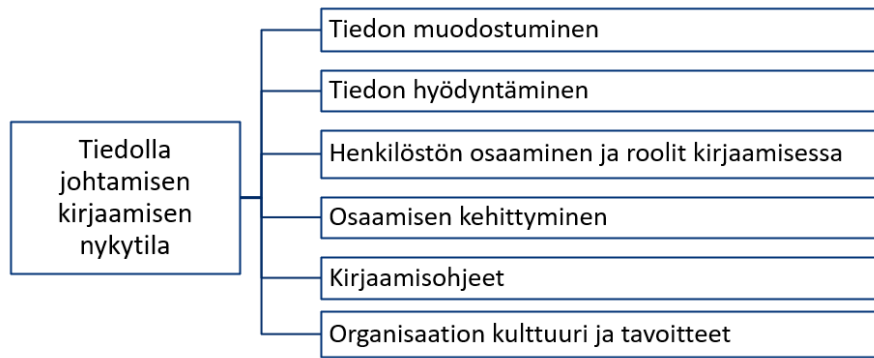 Tiedolla
johtamisen
kirjaamisen
nykytila
Tiedon muodostuminen
Tiedon hyödyntäminen
Henkilöstön osaaminen ja roolit kirjaamisessa
Osaamisen kehittyminen
Kirjaamisohjeet
Organisaation kulttuuri ja tavoitteet